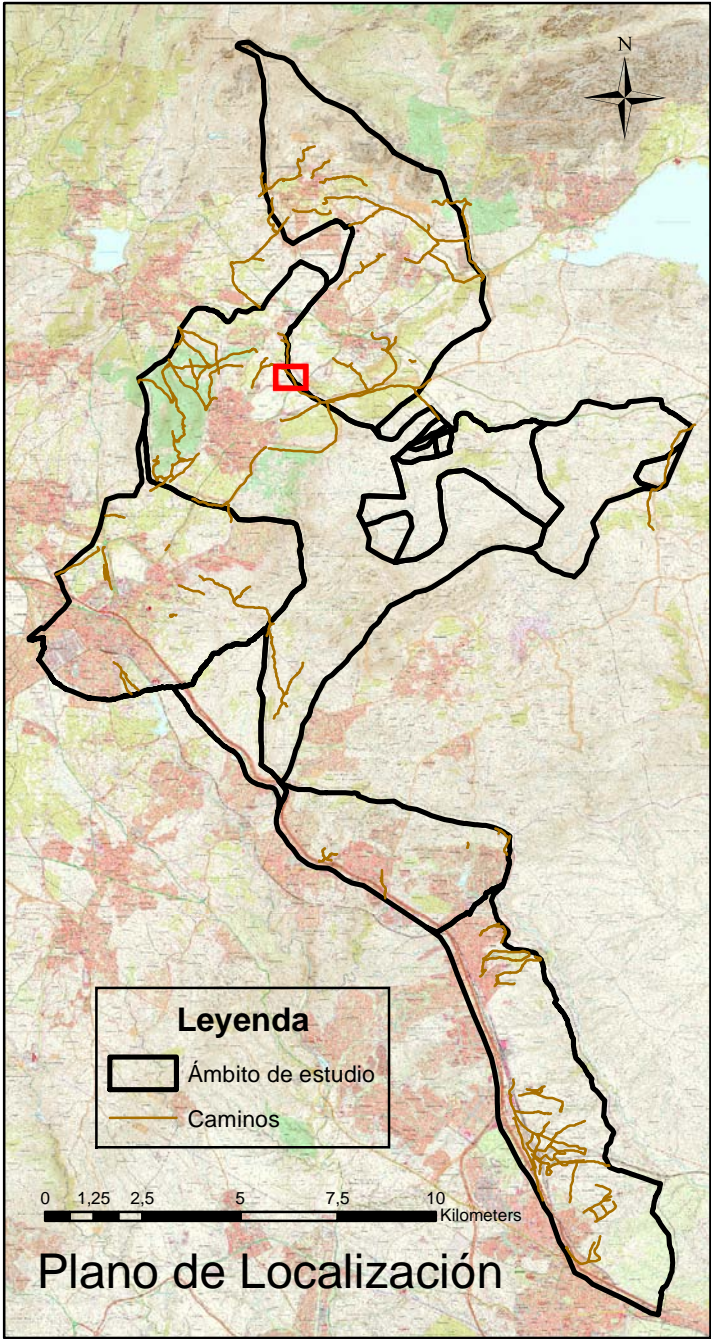 N
Leyenda
Ámbito de estudio
Caminos
0 1,25 2,5 5 7,5 10
Kilometers
Plano de Localización